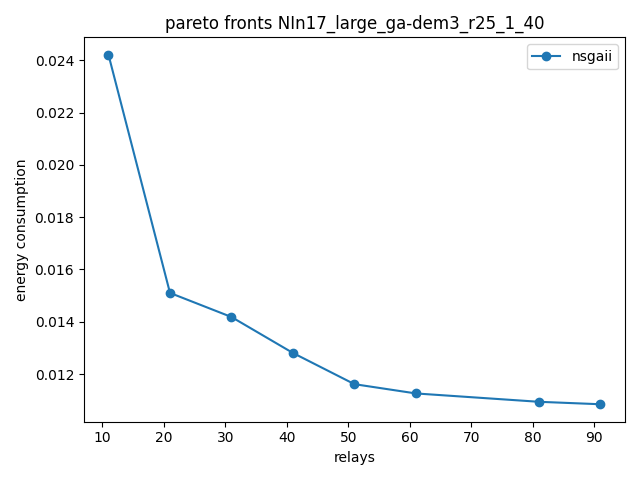 pareto fronts NIn17_large_ga-dem3_r25_1_40
nsgaii
energy consumption
0.024
0.022
0.020
0.018
0.016
0.014
0.012
10 20 30 40 50 60 70 80 90
relays